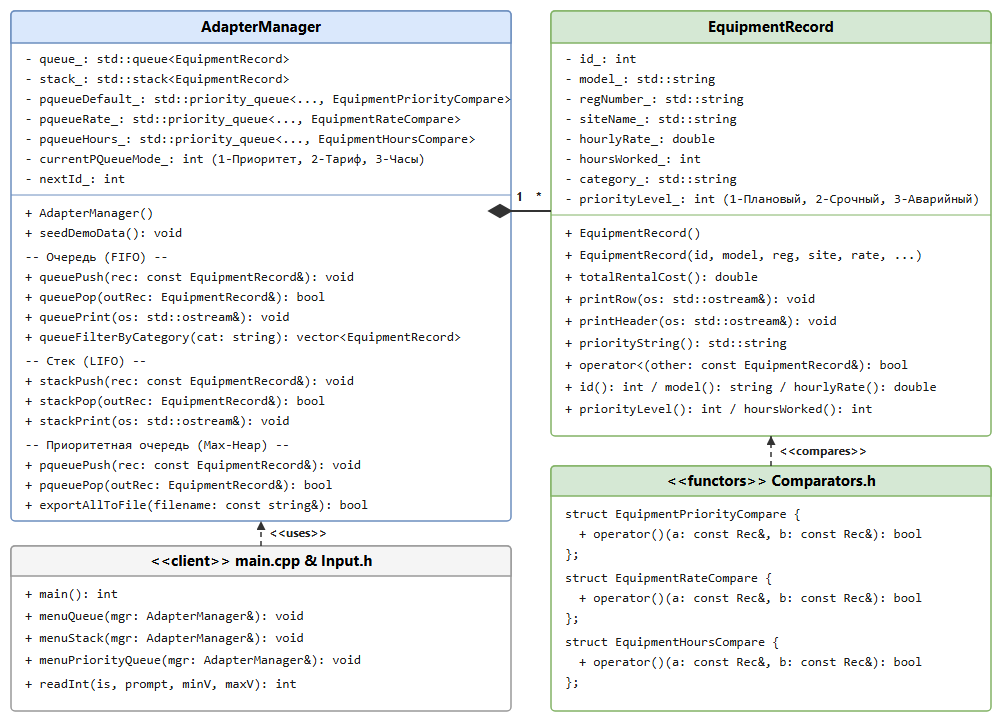 AdapterManager
- queue_: std::queue<EquipmentRecord>
- stack_: std::stack<EquipmentRecord>
- pqueueDefault_: std::priority_queue<..., EquipmentPriorityCompare>
- pqueueRate_: std::priority_queue<..., EquipmentRateCompare>
- pqueueHours_: std::priority_queue<..., EquipmentHoursCompare>
- currentPQueueMode_: int (1-Приоритет, 2-Тариф, 3-Часы)
- nextId_: int
+ AdapterManager()
+ seedDemoData(): void
-- Очередь (FIFO) --
+ queuePush(rec: const EquipmentRecord&): void
+ queuePop(outRec: EquipmentRecord&): bool
+ queuePrint(os: std::ostream&): void
+ queueFilterByCategory(cat: string): vector<EquipmentRecord>
-- Стек (LIFO) --
+ stackPush(rec: const EquipmentRecord&): void
+ stackPop(outRec: EquipmentRecord&): bool
+ stackPrint(os: std::ostream&): void
-- Приоритетная очередь (Max-Heap) --
+ pqueuePush(rec: const EquipmentRecord&): void
+ pqueuePop(outRec: EquipmentRecord&): bool
+ exportAllToFile(filename: const string&): bool
1 *
EquipmentRecord
- id_: int
- model_: std::string
- regNumber_: std::string
- siteName_: std::string
- hourlyRate_: double
- hoursWorked_: int
- category_: std::string
- priorityLevel_: int (1-Плановый, 2-Срочный, 3-Аварийный)
+ EquipmentRecord()
+ EquipmentRecord(id, model, reg, site, rate, ...)
+ totalRentalCost(): double
+ printRow(os: std::ostream&): void
+ printHeader(os: std::ostream&): void
+ priorityString(): std::string
+ operator<(other: const EquipmentRecord&): bool
+ id(): int / model(): string / hourlyRate(): double
+ priorityLevel(): int / hoursWorked(): int
<<uses>>
<<client>> main.cpp & Input.h
+ main(): int
+ menuQueue(mgr: AdapterManager&): void
+ menuStack(mgr: AdapterManager&): void
+ menuPriorityQueue(mgr: AdapterManager&): void
+ readInt(is, prompt, minV, maxV): int
<<compares>>
<<functors>> Comparators.h
struct EquipmentPriorityCompare {
+ operator()(a: const Rec&, b: const Rec&): bool
};
struct EquipmentRateCompare {
+ operator()(a: const Rec&, b: const Rec&): bool
};
struct EquipmentHoursCompare {
+ operator()(a: const Rec&, b: const Rec&): bool
};